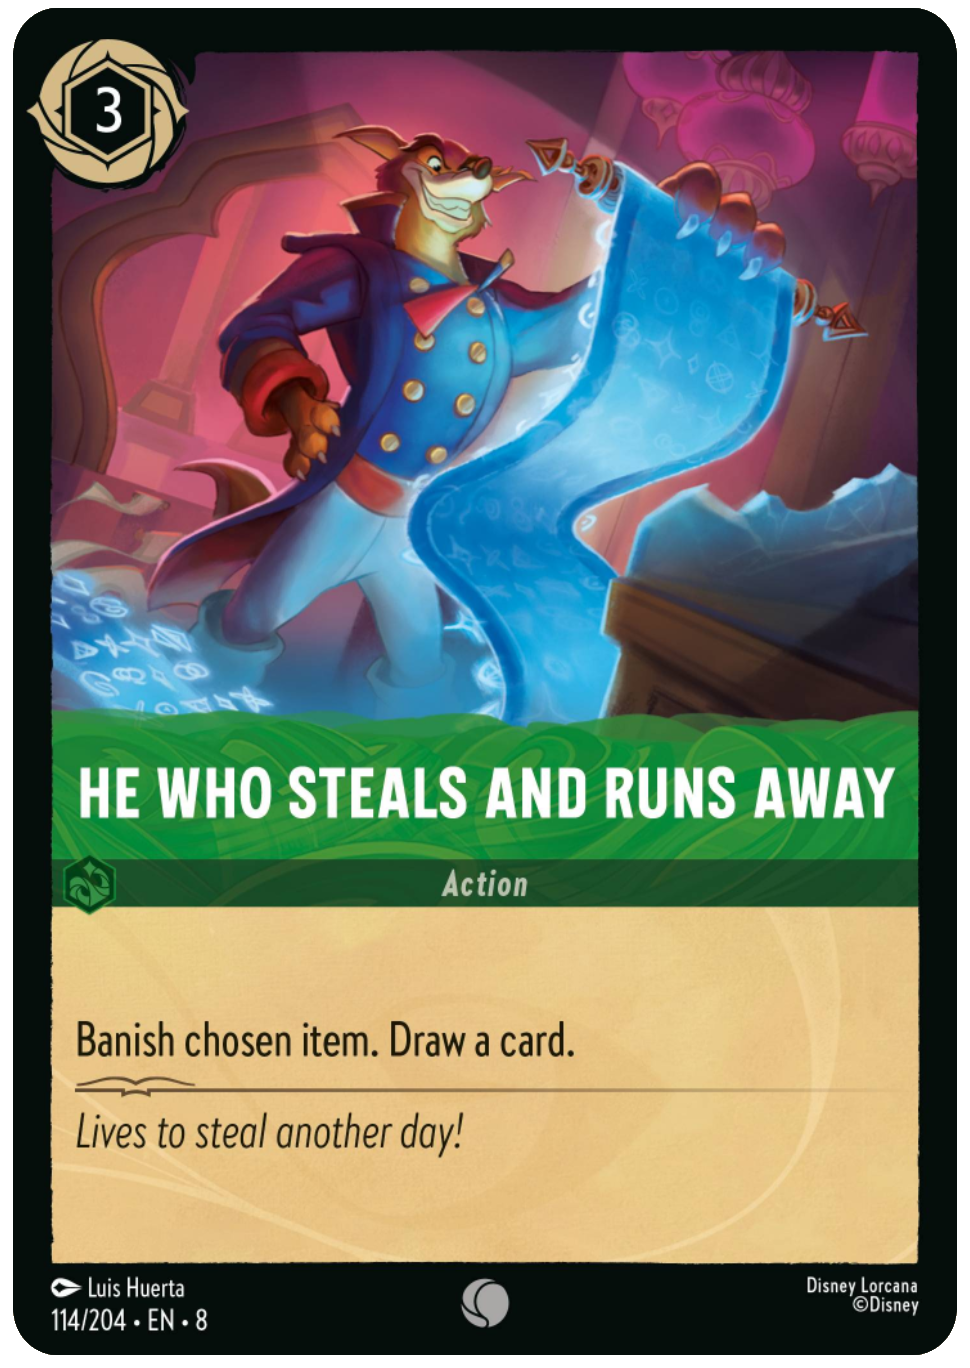 3
HE WHO STEALS AND RUNS AWAY
Action
Banish chosen item. Draw a card.
Lives to steal another day!
Luis Huerta
114/204 • EN • 8
Disney Lorcana
©Disney